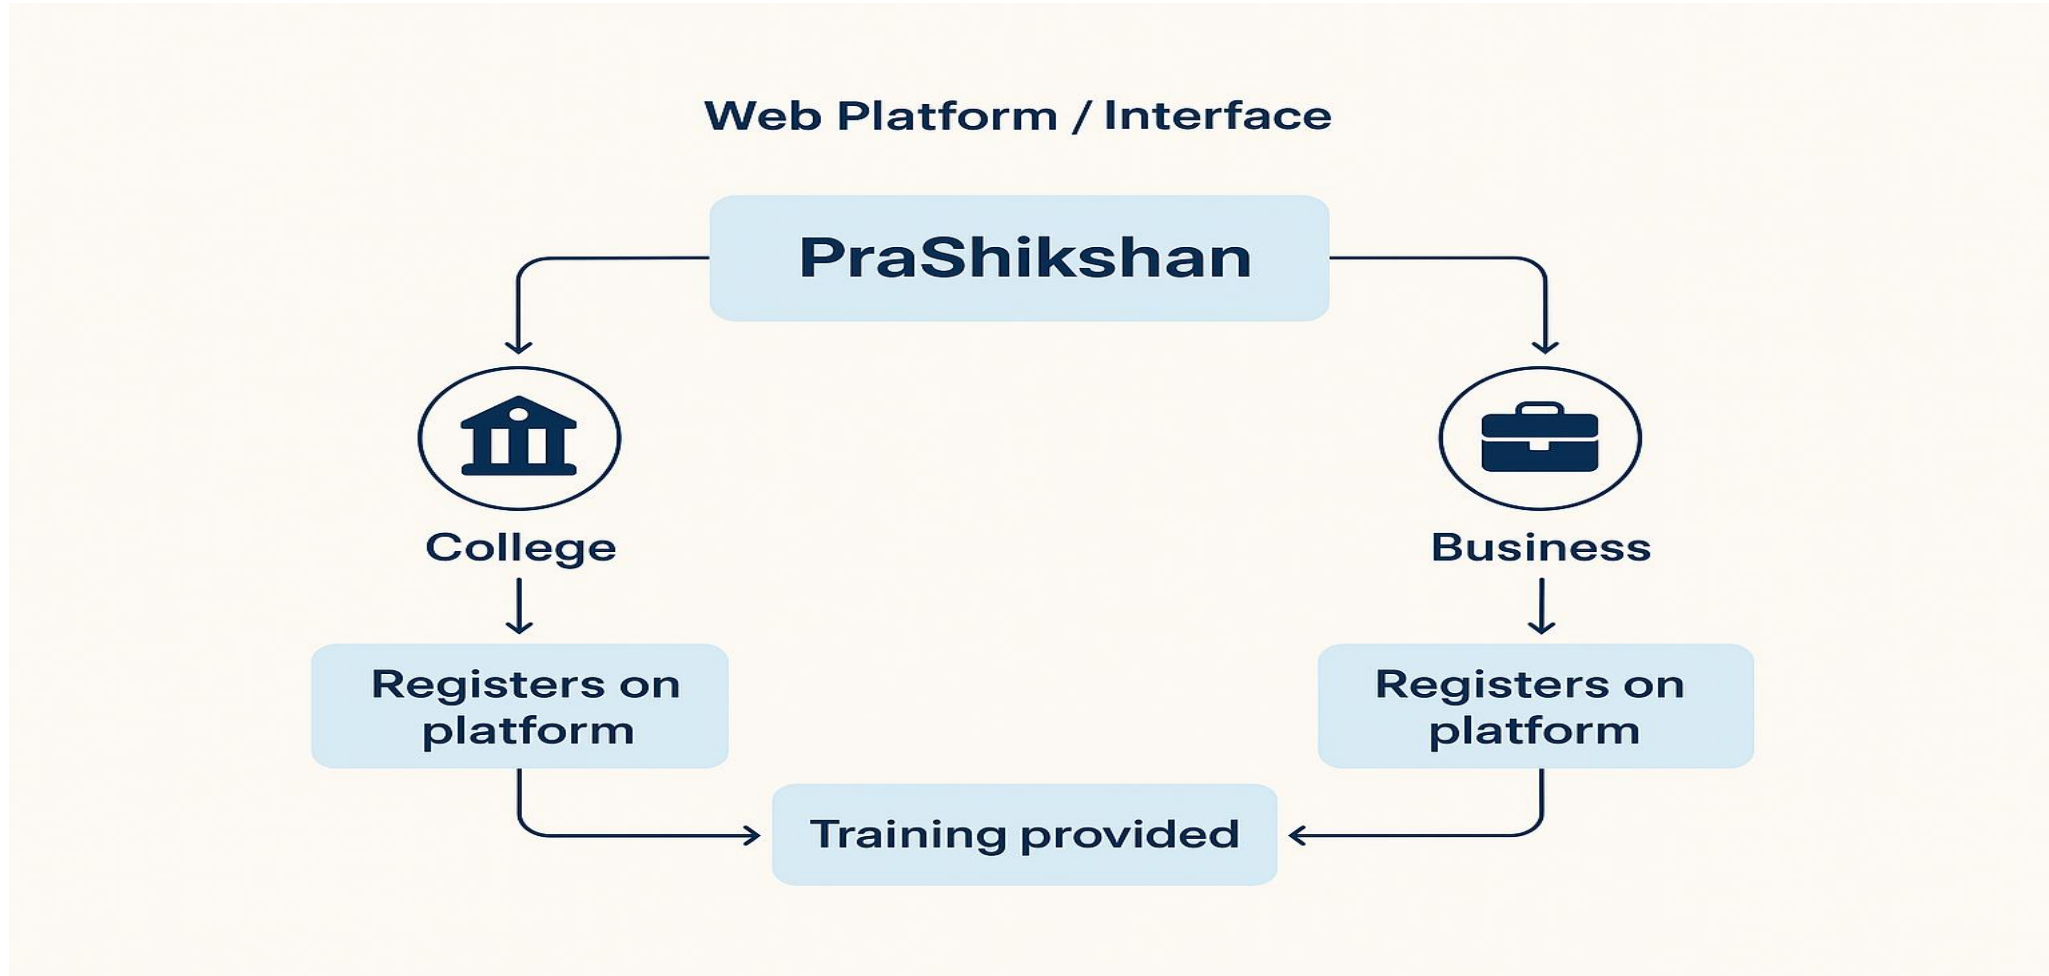 Web Platform / Interface
PraShikshan
College
Business
Registers on
platform
Registers on
platform
Training provided